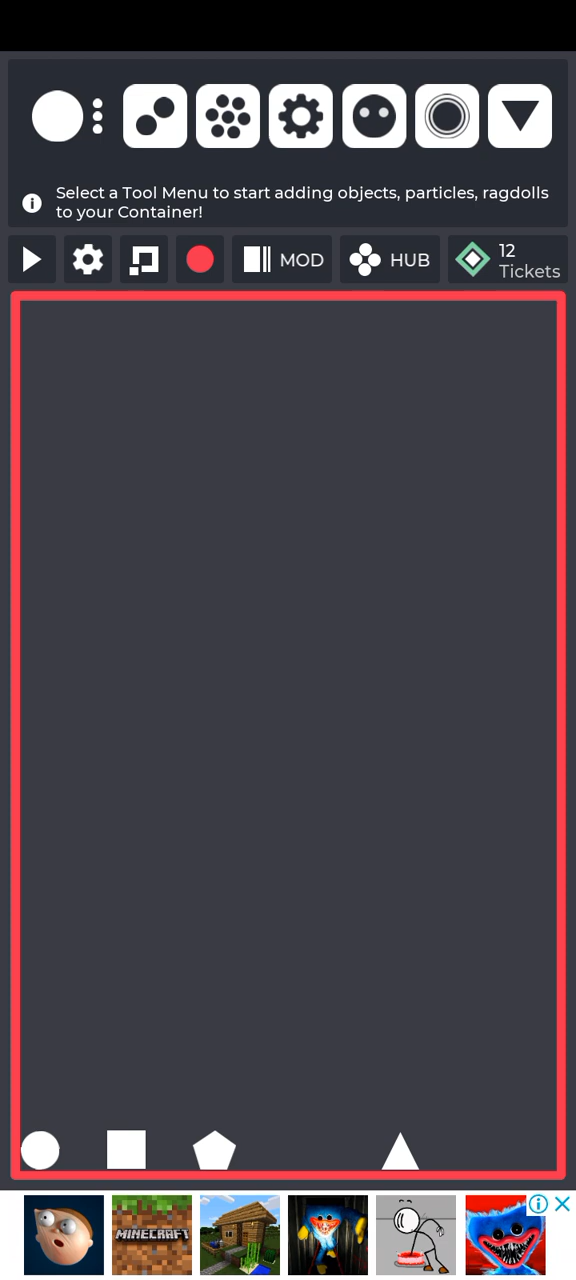 Select a Tool Menu to start adding objects, particles, ragdolls
to your Container!
MOD
HUB
12
Tickets
MINECRAFT